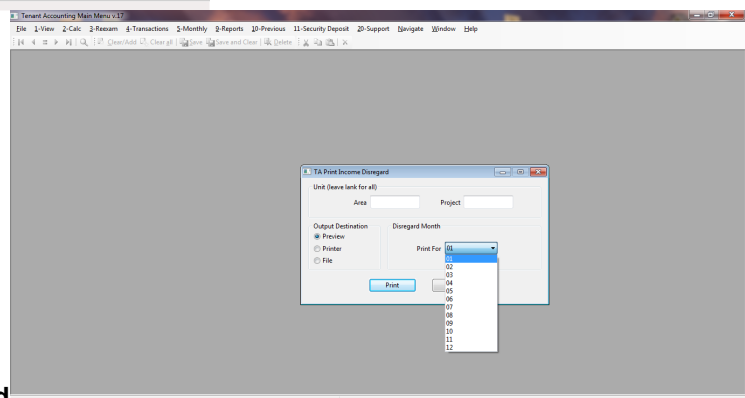 Tenant Accounting Main Menu v.17
File 1-View 2-Calc 3-Reexam 4-Transactions 5-Monthly 9-Reports 10-Previous 11-Security Deposit 20-Support Navigate Window Help
Clear/Add Clear all Save Save and Clear Delete
TA Print Income Disregard
Unit (leave lank for all)
Area Project
Output Destination Disregard Month
Preview
Printer Print For 01
File 01
02
03
Print 04
05
06
07
08
09
10
11
12